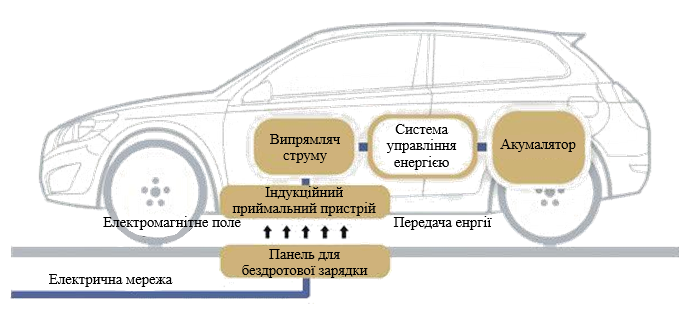 Випрямляч
струму
Система
управління
енергією
Акумалятор
Індукційний
приймальний пристрій
Електромагнітне поле
Передача енргії
Панель для
бездротової зарядки
Електрична мережа